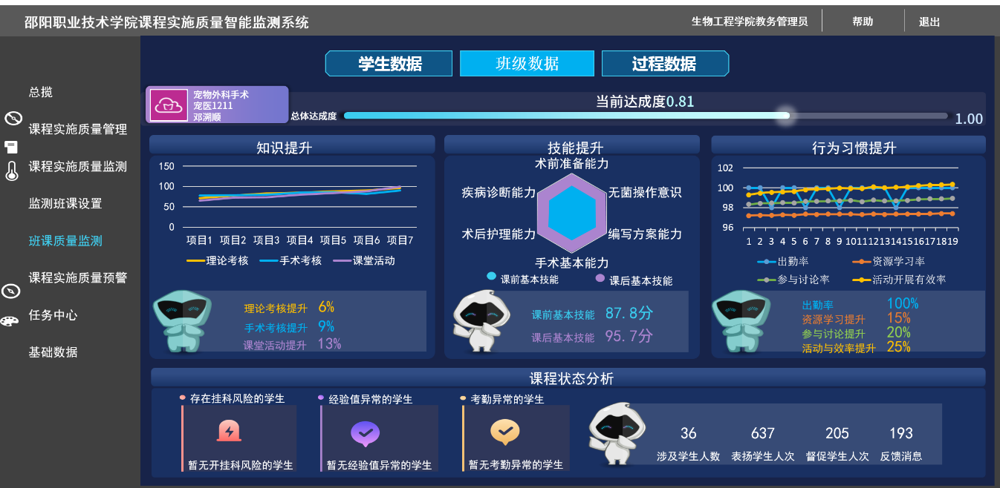 邵阳职业技术学院课程实施质量智能监测系统
生物工程学院教务管理员 帮助 退出
总揽
课程实施质量管理
课程实施质量监测
监测班课设置
班课质量监测
课程实施质量预警
任务中心
基础数据
学生数据 班级数据 过程数据
宠物外科手术
宠医1211
邓溯顺
总体达成度
当前达成度0.81
1.00
知识提升
150
100
50
0
项目1 项目2 项目3 项目4 项目5 项目6 项目7
理论考核 手术考核 课堂活动
理论考核提升 6%
手术考核提升 9%
课堂活动提升 13%
技能提升
术前准备能力
疾病诊断能力 无菌操作意识
术后护理能力 编写方案能力
手术基本能力
课前基本技能 课后基本技能
课前基本技能 87.8分
课后基本技能 95.7分
行为习惯提升
102
100
98
96
1 2 3 4 5 6 7 8 9 10 11 12 13 14 15 16 17 18 19
出勤率 资源学习率
参与讨论率 活动开展有效率
出勤率 100%
资源学习提升 15%
参与讨论提升 20%
活动与效率提升 25%
课程状态分析
存在挂科风险的学生 经验值异常的学生 考勤异常的学生
暂无开挂科风险的学生 暂无经验值异常的学生 暂无考勤异常的学生
36 637 205 193
涉及学生人数 表扬学生人次 督促学生人次 反馈消息